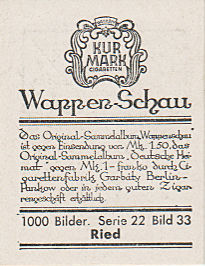 KUR
MARK
CIGARETTEN
Wappen-Schau
Das Original-Sammelalbum „Wappenschau"
ist gegen Einsendung von Mk. 1.50, das
Original-Sammelalbum „Deutsche Hei-
mat" gegen Mk. 1.- franko durch Ci-
garettenfabrik Garbáty Berlin-
Pankow oder in jedem guten Zigar-
rengeschäft erhältlich.
1000 Bilder. Serie 22 Bild 33
Ried